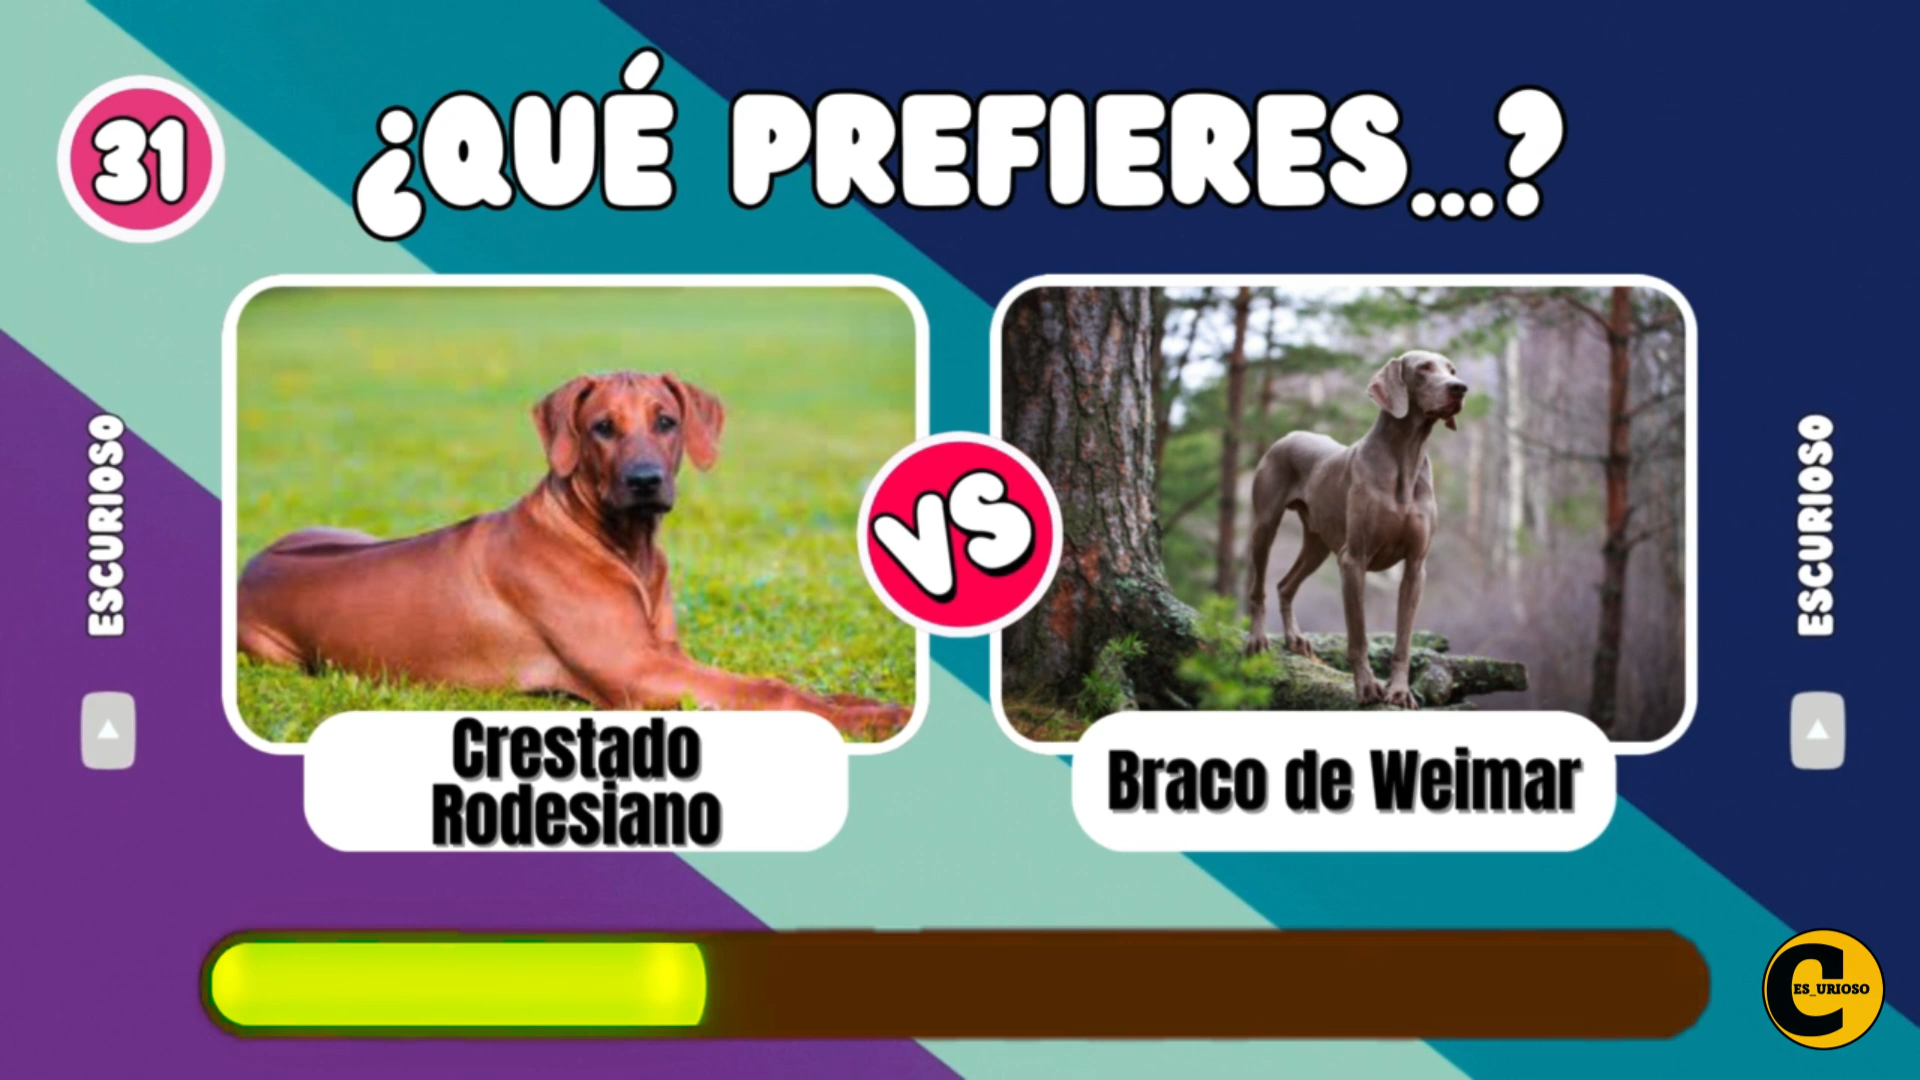 31
¿QUÉ PREFIERES...?
ESCURIOSO
VS
ESCURIOSO
Crestado
Rodesiano
Braco de Weimar
C
ES_URIOSO